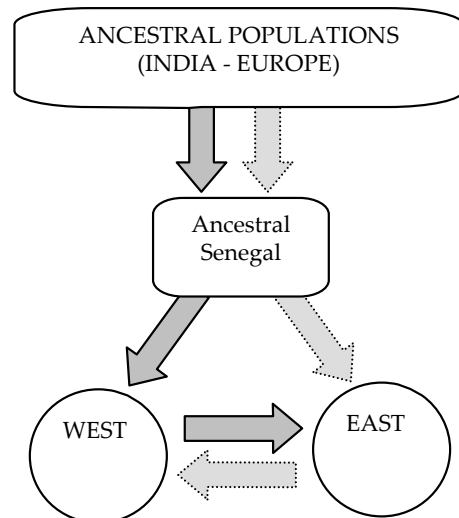 ANCESTRAL POPULATIONS
(INDIA - EUROPE)
Ancestral
Senegal
WEST
EAST